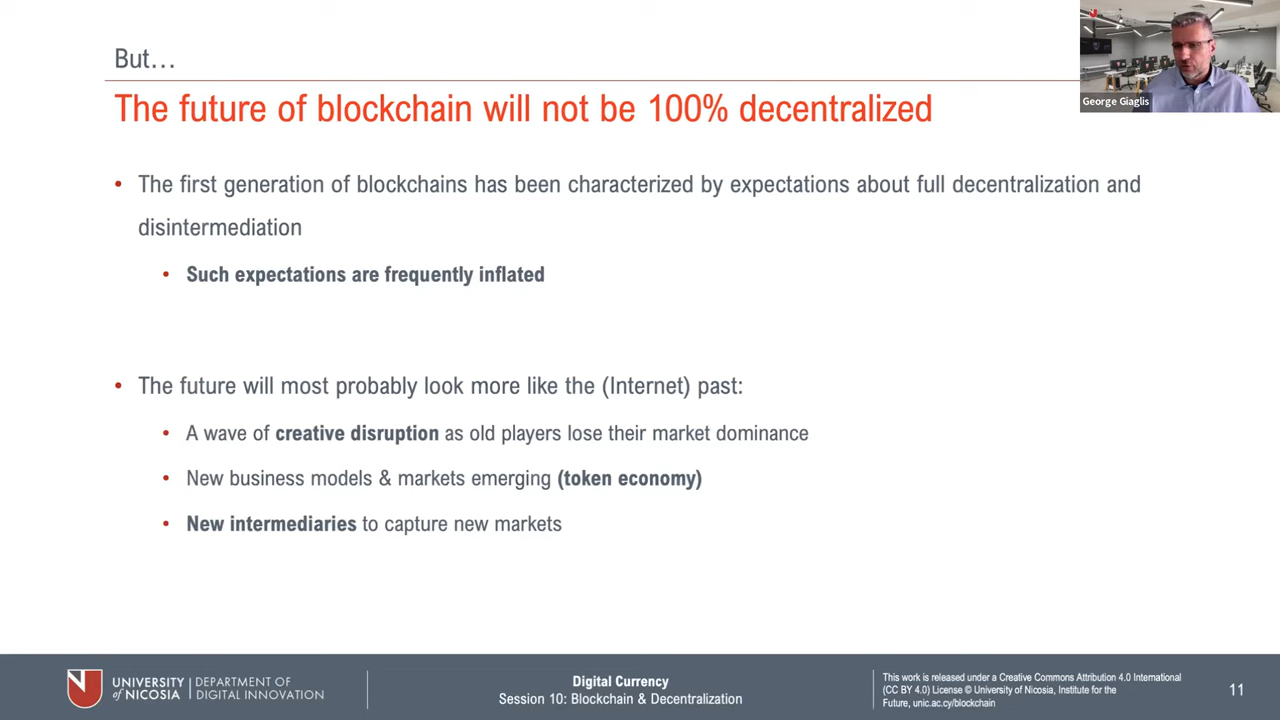 But…
The future of blockchain will not be 100% decentralized
George Giaglis
• The first generation of blockchains has been characterized by expectations about full decentralization and
disintermediation
• Such expectations are frequently inflated
• The future will most probably look more like the (Internet) past:
• A wave of creative disruption as old players lose their market dominance
• New business models & markets emerging (token economy)
• New intermediaries to capture new markets
UNIVERSITY
of NICOSIA
DEPARTMENT OF
DIGITAL INNOVATION
Digital Currency
Session 10: Blockchain & Decentralization
This work is released under a Creative Commons Attribution 4.0 International
(CC BY 4.0) License © University of Nicosia, Institute for the
Future, unic.ac.cy/blockchain
11